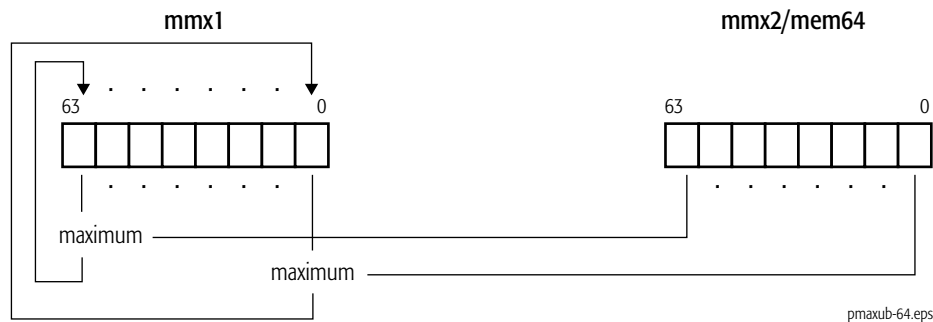 mmx1 mmx2/mem64
. . . . . .
63 0 63 0
. . . . . . . . . . . .
maximum
maximum
pmaxub-64.eps